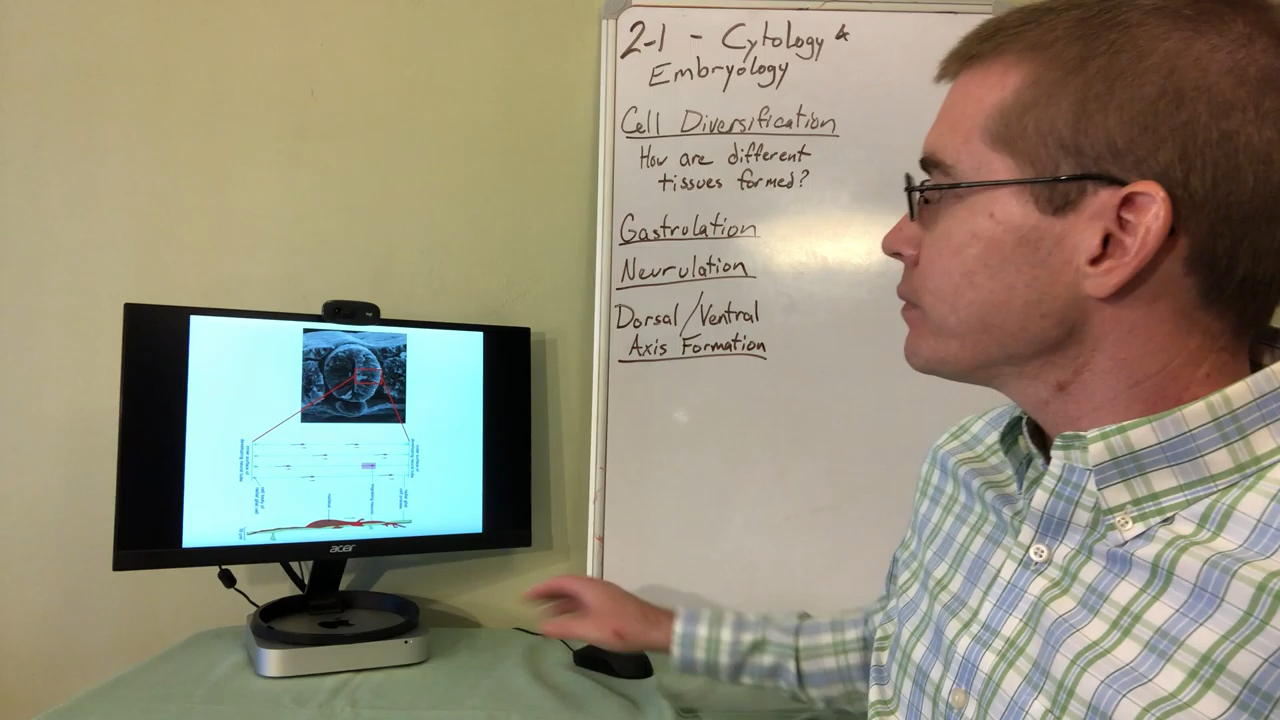 2-1 - Cytology &
Embryology
Cell Diversification
How are different
tissues formed?
Gastrulation
Neurulation
Dorsal/Ventral
Axis Formation
acer